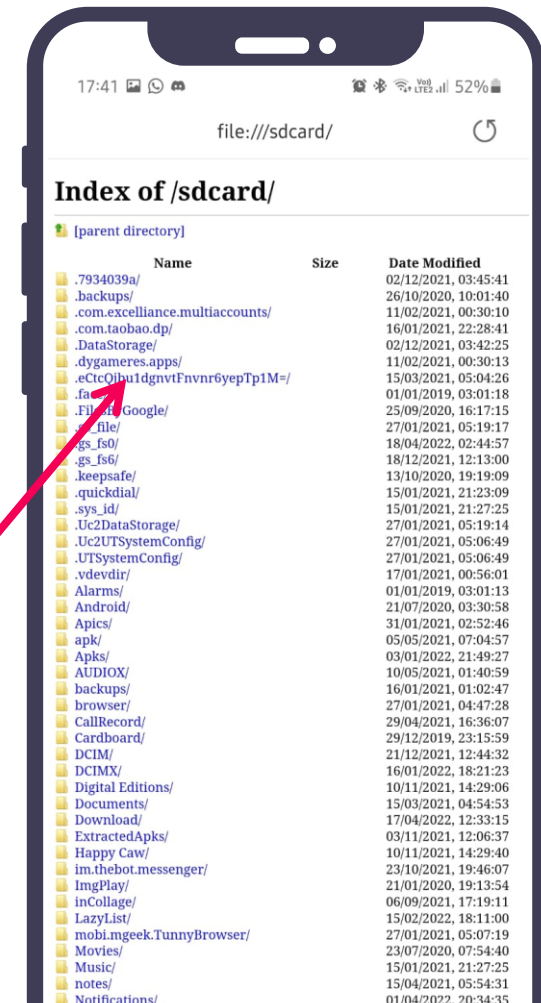 17:41 52%
file:///sdcard/
Index of /sdcard/
[parent directory]
Name Size Date Modified
.7934039a/ 02/12/2021, 03:45:41
.backups/ 26/10/2020, 10:01:40
.com.excelliance.multiaccounts/ 11/02/2021, 00:30:10
.com.taobao.dp/ 16/01/2021, 22:28:41
.DataStorage/ 02/12/2021, 03:42:25
.dygameres.apps/ 11/02/2021, 00:30:13
15/03/2021, 05:04:26
01/01/2019, 03:01:18
25/09/2020, 16:17:15
27/01/2021, 05:19:17
.gs_fs0/ 18/04/2022, 02:44:57
.gs_fs6/ 18/12/2021, 12:13:00
.keepsafe/ 13/10/2020, 19:19:09
.quickdial/ 15/01/2021, 21:23:09
.sys_id/ 15/01/2021, 21:27:25
.Uc2DataStorage/ 27/01/2021, 05:19:14
.Uc2UTSystemConfig/ 27/01/2021, 05:06:49
.UTSystemConfig/ 27/01/2021, 05:06:49
.vdevdir/ 17/01/2021, 00:56:01
Alarms/ 01/01/2019, 03:01:13
Android/ 21/07/2020, 03:30:58
Apics/ 31/01/2021, 02:52:46
apk/ 05/05/2021, 07:04:57
Apks/ 03/01/2022, 21:49:27
AUDIOX/ 10/05/2021, 01:40:59
backups/ 16/01/2021, 01:02:47
browser/ 27/01/2021, 04:47:28
CallRecord/ 29/04/2021, 16:36:07
Cardboard/ 29/12/2019, 23:15:59
DCIM/ 21/12/2021, 12:44:32
DCIMX/ 16/01/2022, 18:21:23
Digital Editions/ 10/11/2021, 14:29:06
Documents/ 15/03/2021, 04:54:53
Download/ 17/04/2022, 12:33:15
ExtractedApks/ 03/11/2021, 12:06:37
Happy Caw/ 10/11/2021, 14:29:40
im.thebot.messenger/ 23/10/2021, 19:46:07
ImgPlay/ 21/01/2020, 19:13:54
inCollage/ 06/09/2021, 17:19:11
LazyList/ 15/02/2022, 18:11:00
mobi.mgeek.TunnyBrowser/ 27/01/2021, 05:07:19
Movies/ 23/07/2020, 07:54:40
Music/ 15/01/2021, 21:27:25
notes/ 15/04/2021, 05:54:31
Notifications/ 01/04/2022, 20:34:35